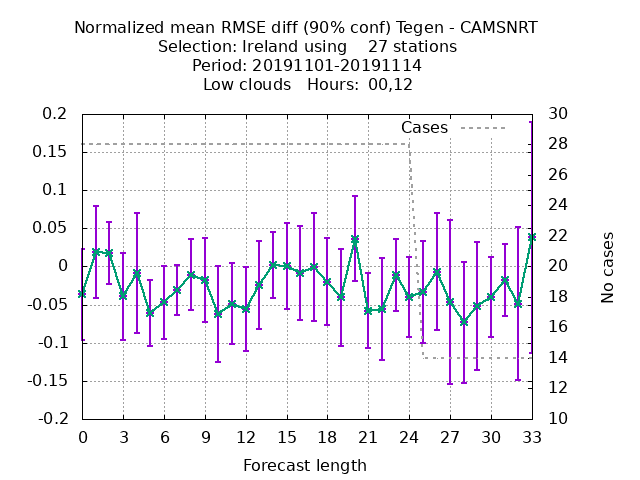 Normalized mean RMSE diff (90% conf) Tegen - CAMSNRT
Selection: Ireland using    27 stations
Period: 20191101-20191114
Low clouds   Hours:  00,12
Cases
0.2
0.15
0.1
0.05
0
-0.05
-0.1
-0.15
-0.2
30
28
26
24
22
20
18
16
14
12
10
No cases
0 3 6 9 12 15 18 21 24 27 30 33
Forecast length